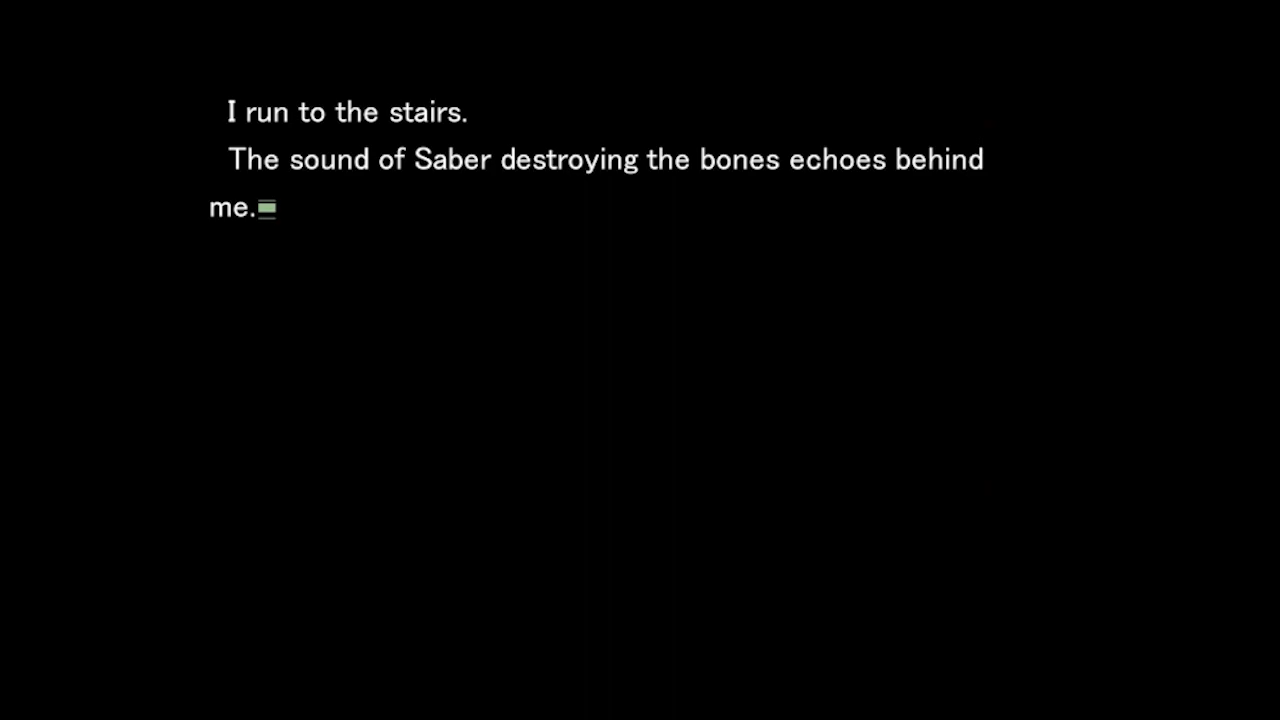 I run to the stairs.
The sound of Saber destroying the bones echoes behind
me.